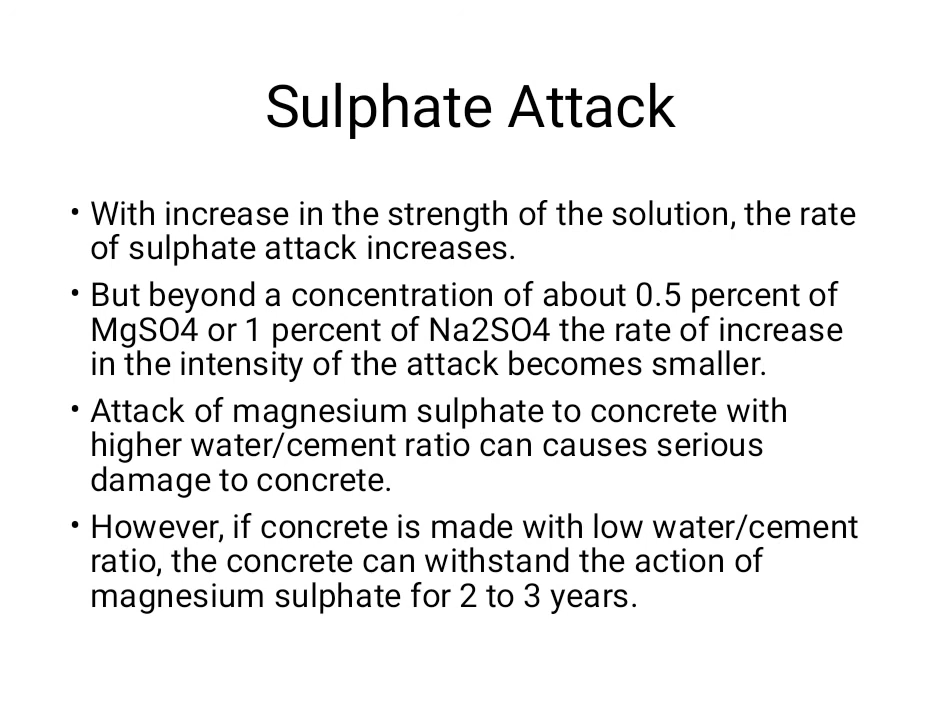 Sulphate Attack
• With increase in the strength of the solution, the rate
of sulphate attack increases.
• But beyond a concentration of about 0.5 percent of
MgSO4 or 1 percent of Na2SO4 the rate of increase
in the intensity of the attack becomes smaller.
• Attack of magnesium sulphate to concrete with
higher water/cement ratio can causes serious
damage to concrete.
• However, if concrete is made with low water/cement
ratio, the concrete can withstand the action of
magnesium sulphate for 2 to 3 years.